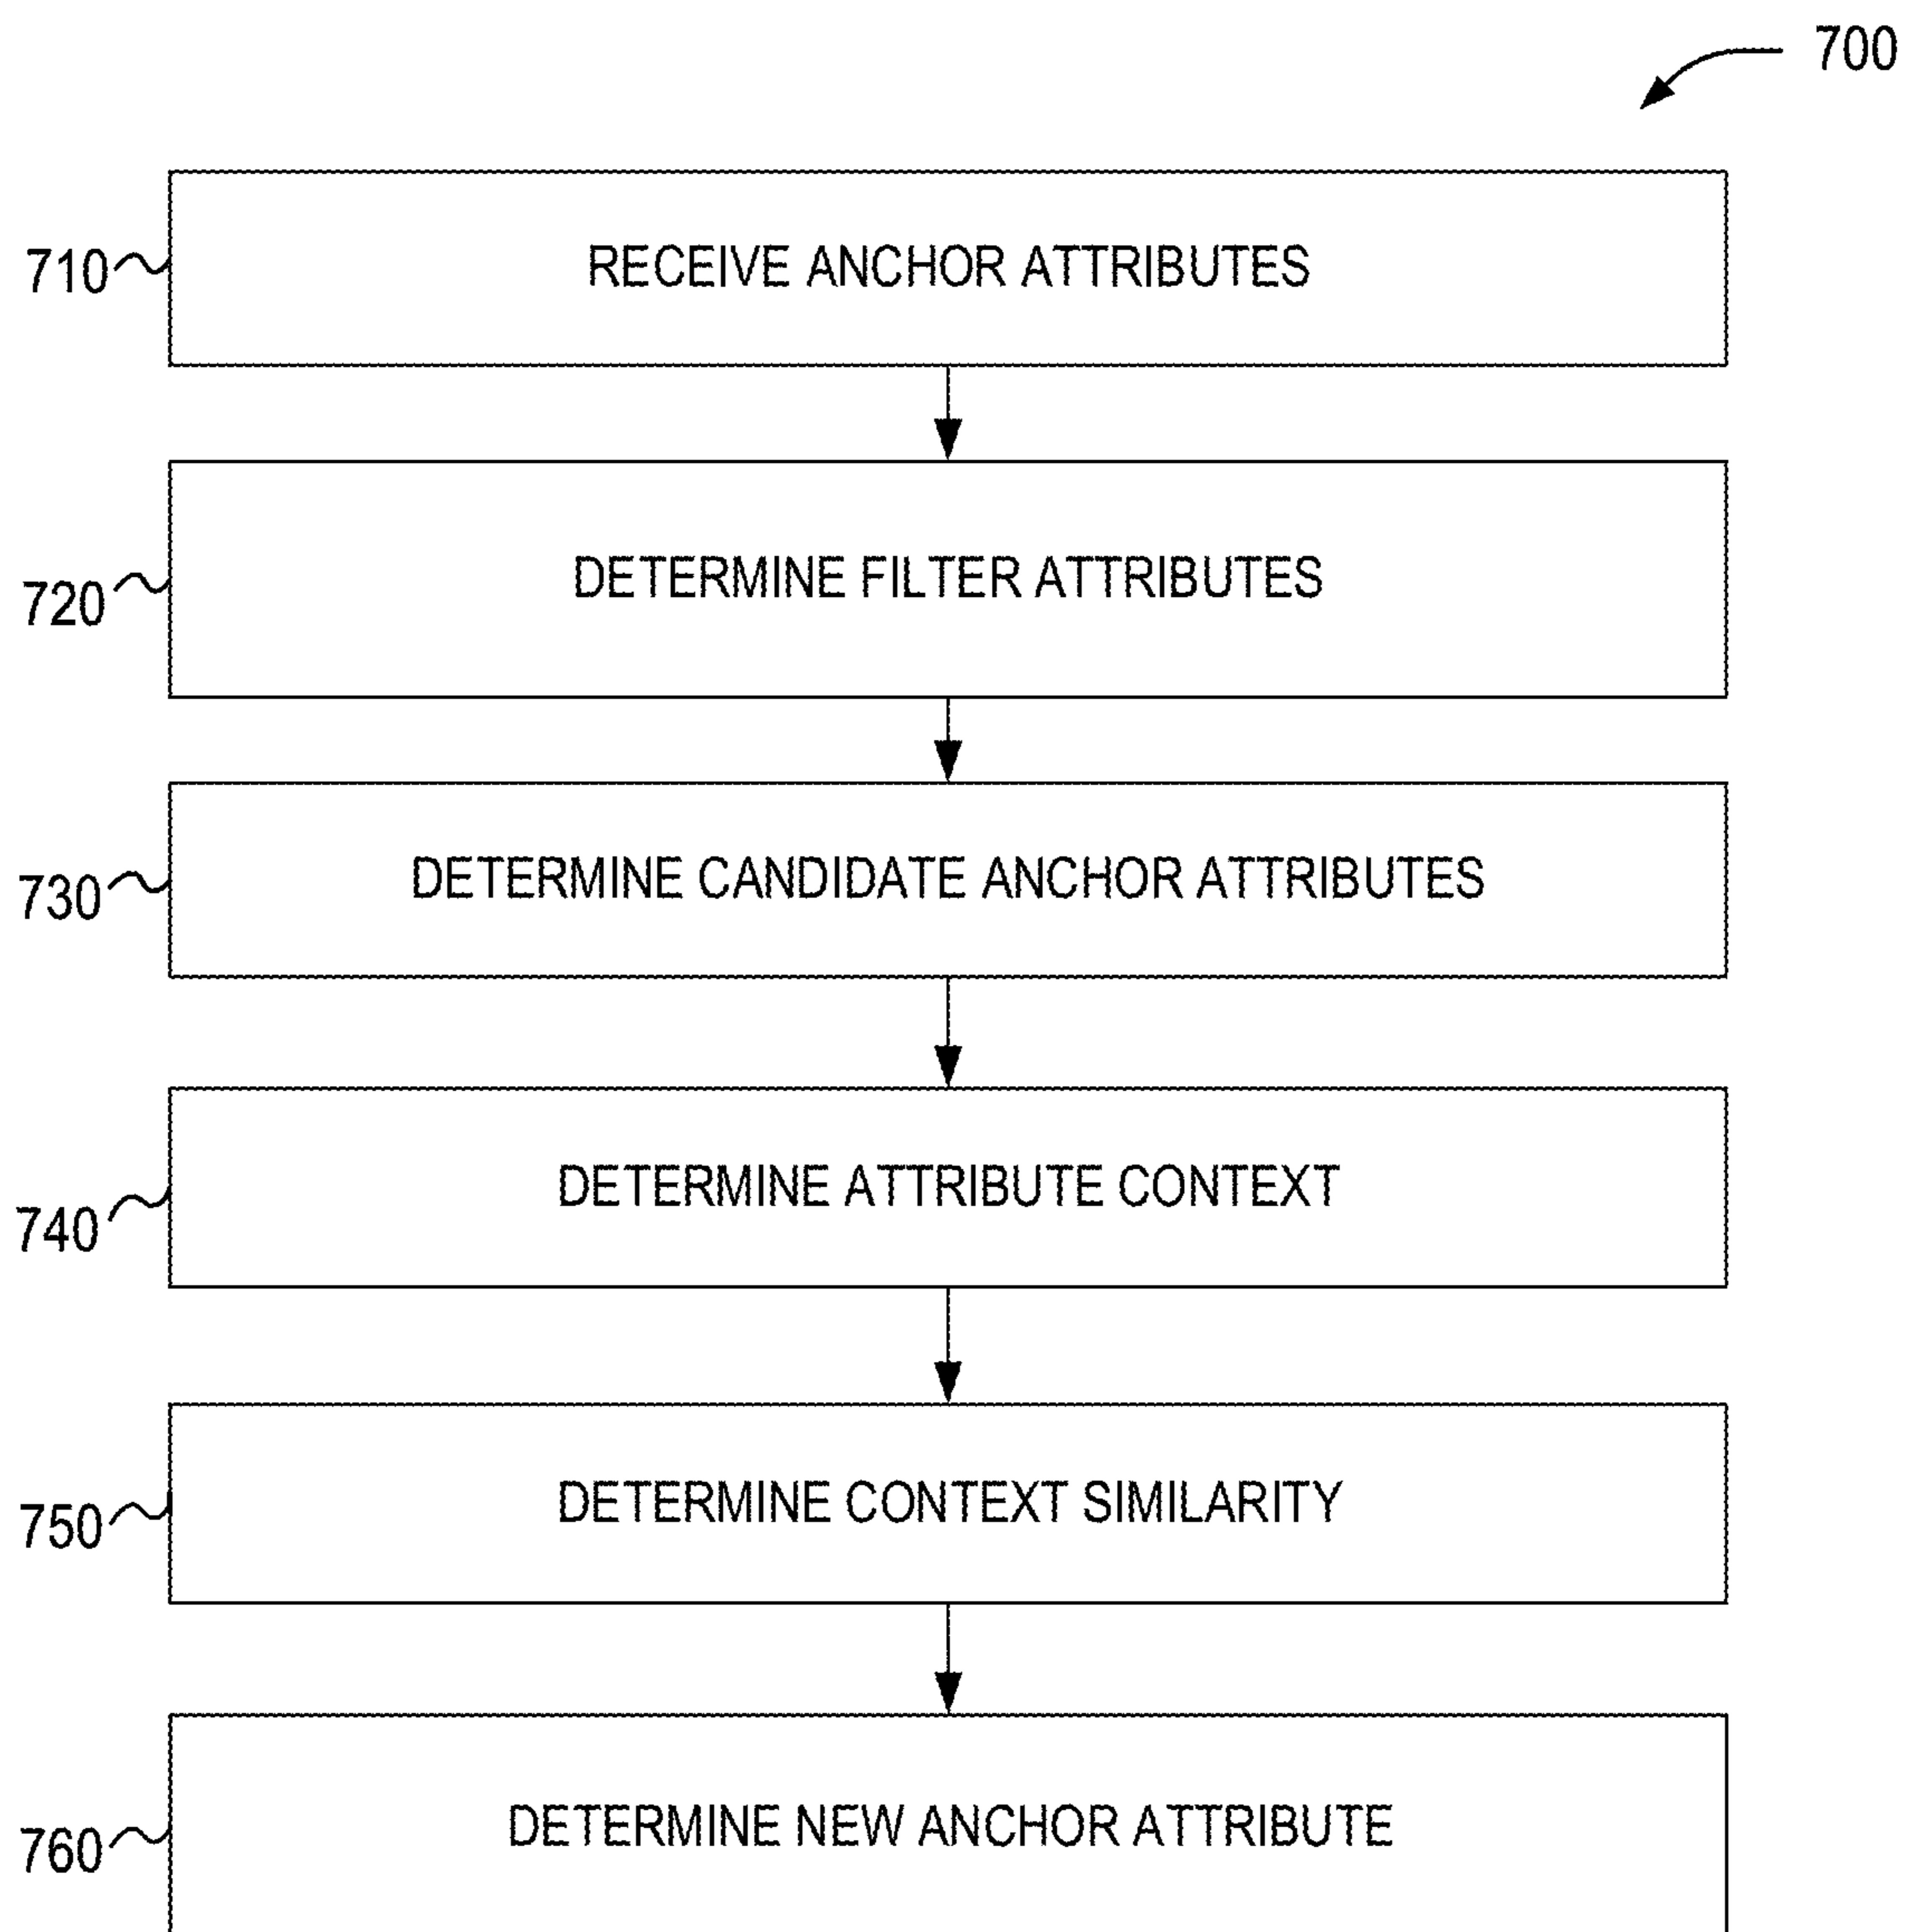 700
710
RECEIVE ANCHOR ATTRIBUTES
720
DETERMINE FILTER ATTRIBUTES
730
DETERMINE CANDIDATE ANCHOR ATTRIBUTES
740
DETERMINE ATTRIBUTE CONTEXT
750
DETERMINE CONTEXT SIMILARITY
760
DETERMINE NEW ANCHOR ATTRIBUTE